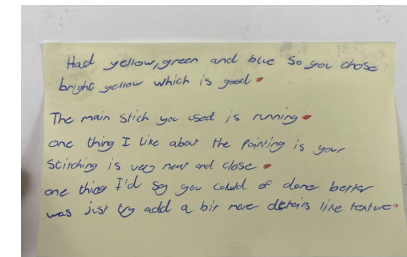 Had yellow, green and blue So you chose
bright yellow which is good.
The main stich you used is running.
one thing I like about the painting is your
Stitching is very neat and close.
one thing I'd say you could of done better
was just try add a bit more details like texture.